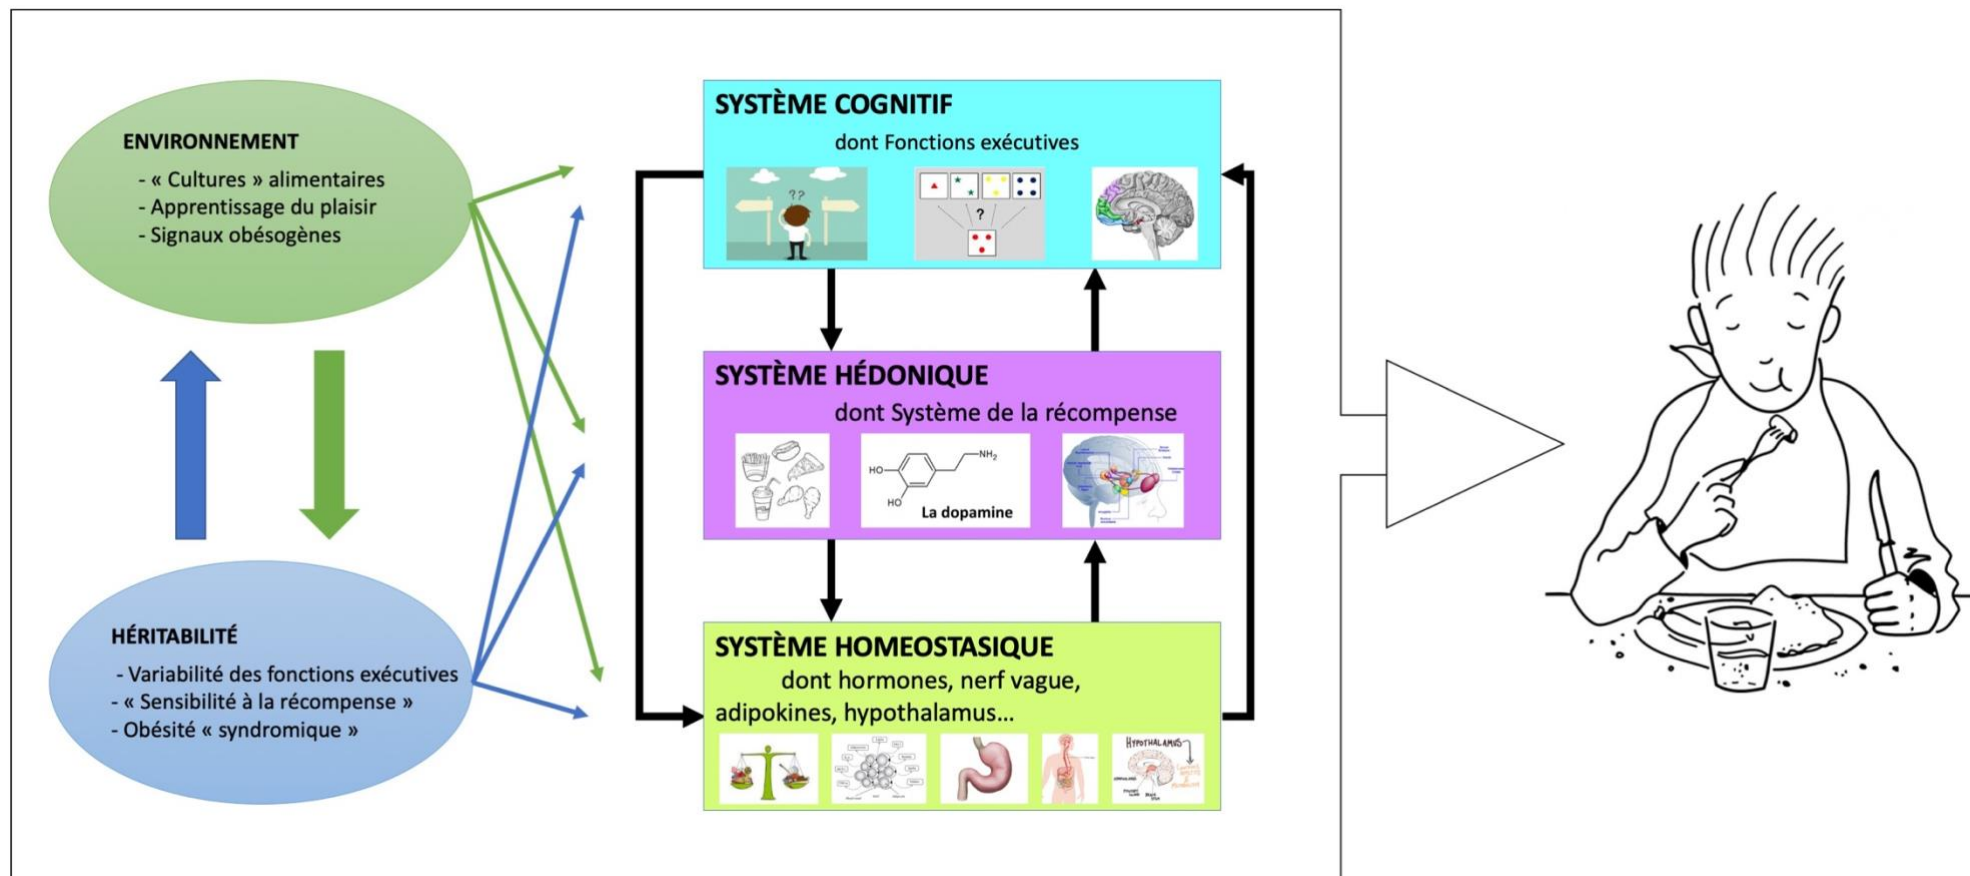 ENVIRONNEMENT
- « Cultures » alimentaires
- Apprentissage du plaisir
- Signaux obésogènes
HÉRITABILITÉ
- Variabilité des fonctions exécutives
- « Sensibilité à la récompense »
- Obésité « syndromique »
SYSTÈME COGNITIF
dont Fonctions exécutives
??
?
SYSTÈME HÉDONIQUE
dont Système de la récompense
NH2
HO
HO
La dopamine
SYSTÈME HOMEOSTASIQUE
dont hormones, nerf vague,
adipokines, hypothalamus...
HYPOTHALAMUS